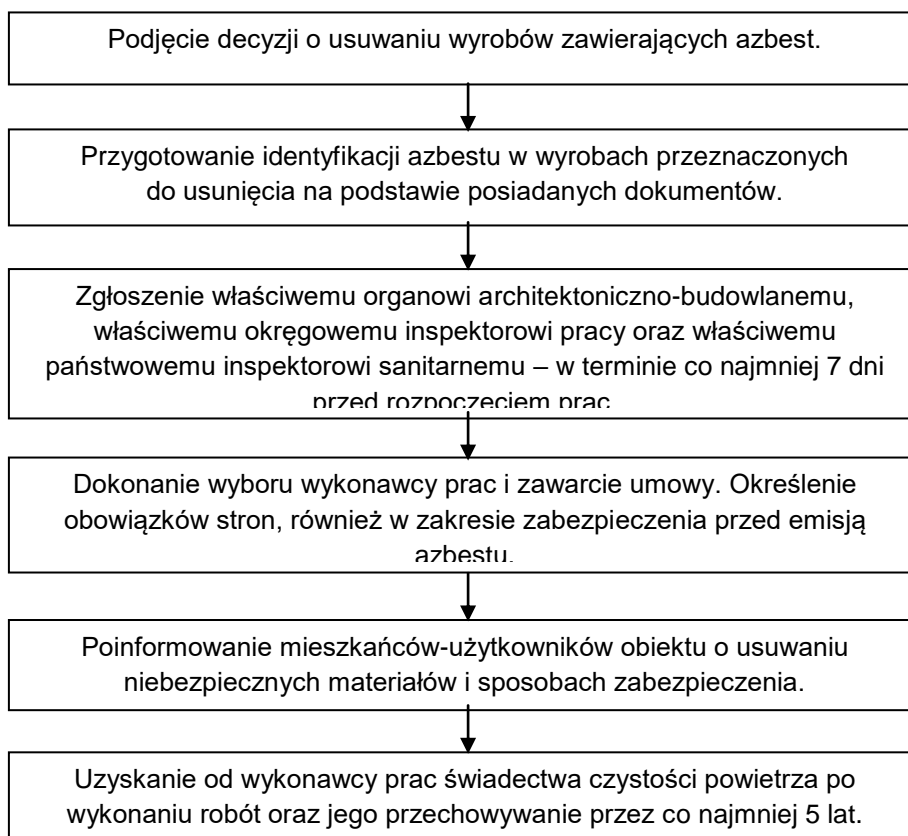 Podjęcie decyzji o usuwaniu wyrobów zawierających azbest.
Przygotowanie identyfikacji azbestu w wyrobach przeznaczonych
do usunięcia na podstawie posiadanych dokumentów.
Zgłoszenie właściwemu organowi architektoniczno-budowlanemu,
właściwemu okręgowemu inspektorowi pracy oraz właściwemu
państwowemu inspektorowi sanitarnemu – w terminie co najmniej 7 dni
przed rozpoczęciem prac
Dokonanie wyboru wykonawcy prac i zawarcie umowy. Określenie
obowiązków stron, również w zakresie zabezpieczenia przed emisją
azbestu.
Poinformowanie mieszkańców-użytkowników obiektu o usuwaniu
niebezpiecznych materiałów i sposobach zabezpieczenia.
Uzyskanie od wykonawcy prac świadectwa czystości powietrza po
wykonaniu robót oraz jego przechowywanie przez co najmniej 5 lat.